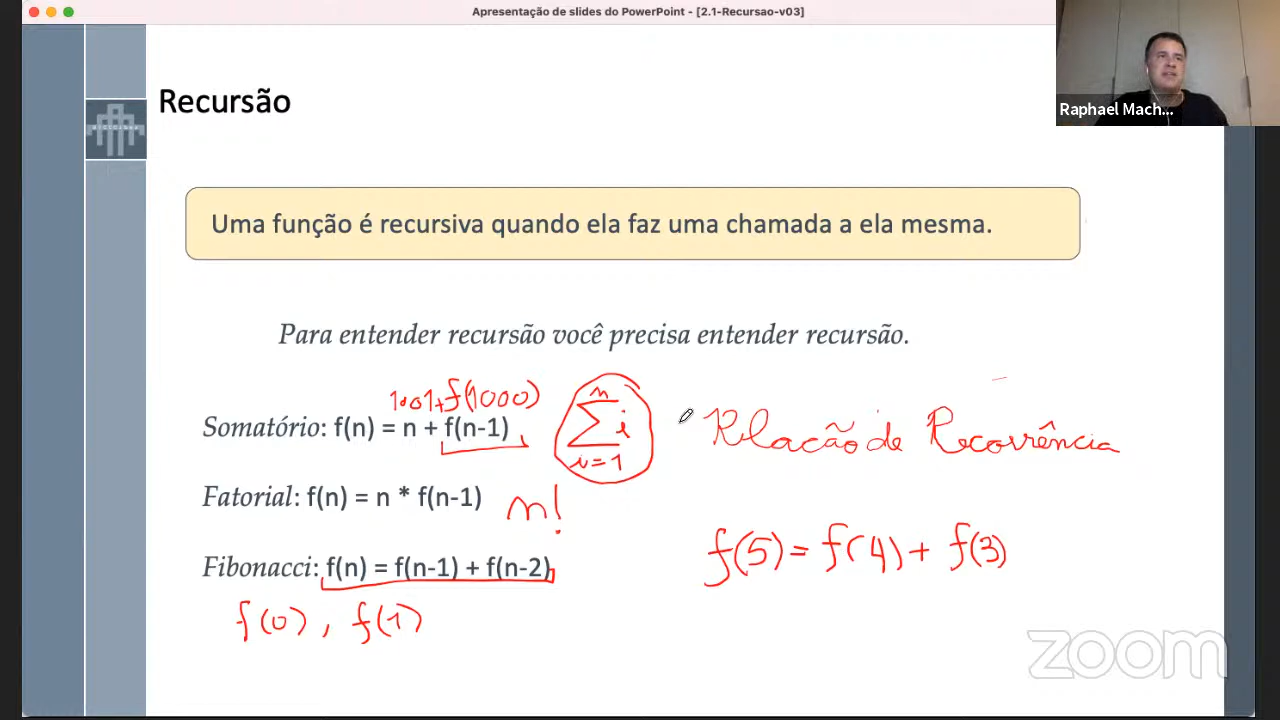 Apresentação de slides do PowerPoint - [2.1-Recursao-v03]
Raphael Mach...
Recursão
Uma função é recursiva quando ela faz uma chamada a ela mesma.
Para entender recursão você precisa entender recursão.
1001+f(1000)
Somatório: f(n) = n + f(n-1)
n
∑ i
i=1
Relacão de Recorrência
Fatorial: f(n) = n * f(n-1)
n!
f(5) = f(4) + f(3)
Fibonacci: f(n) = f(n-1) + f(n-2)
f(0), f(1)
zoom